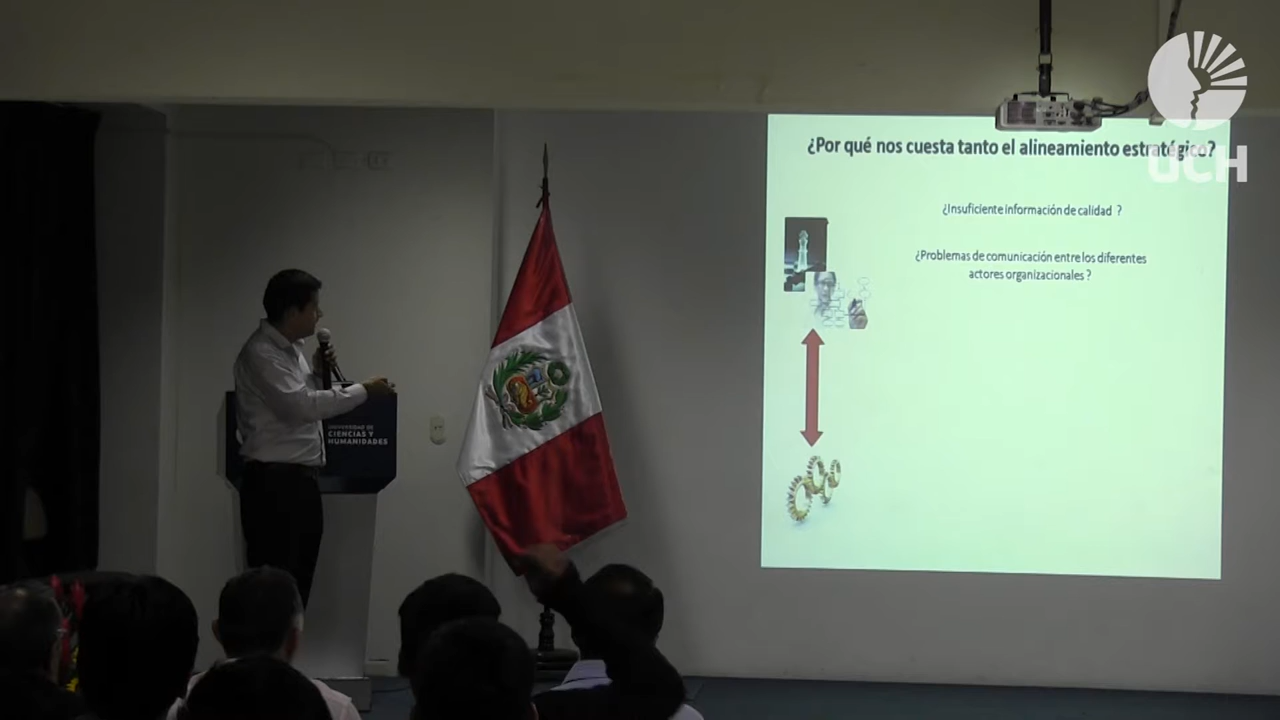 ¿Por qué nos cuesta tanto el alineamiento estratégico?
UCH
¿Insuficiente información de calidad ?
¿Problemas de comunicación entre los diferentes
actores organizacionales ?
UNIVERSIDAD DE
CIENCIAS Y
HUMANIDADES